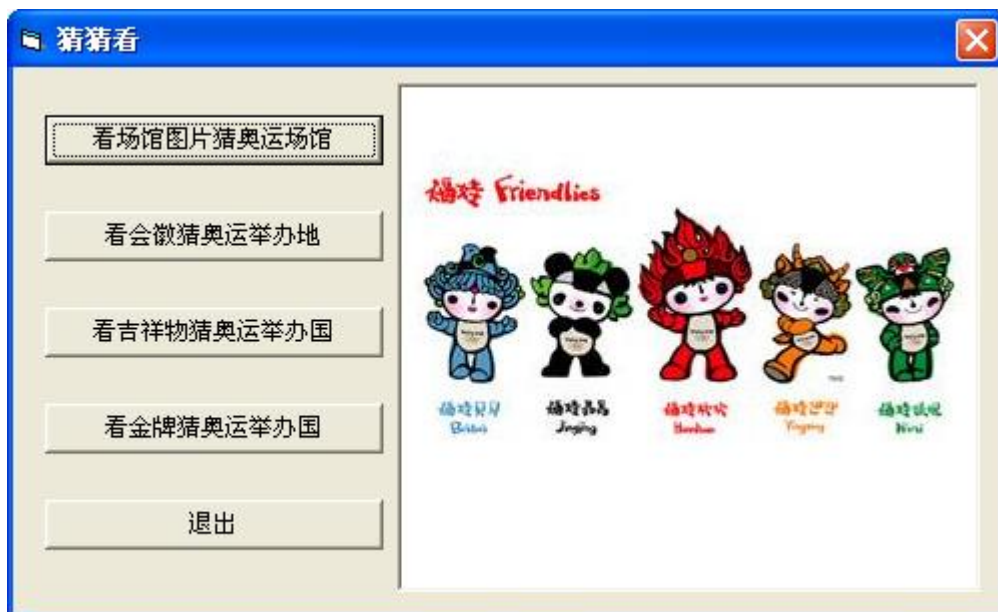 猜猜看
看场馆图片猜奥运场馆
看会徽猜奥运举办地
看吉祥物猜奥运举办国
看金牌猜奥运举办国
退出
福娃 Friendlies
福娃贝贝 福娃晶晶 福娃欢欢 福娃迎迎 福娃妮妮
Beibei Jingjing Huanhuan Yingying Nini